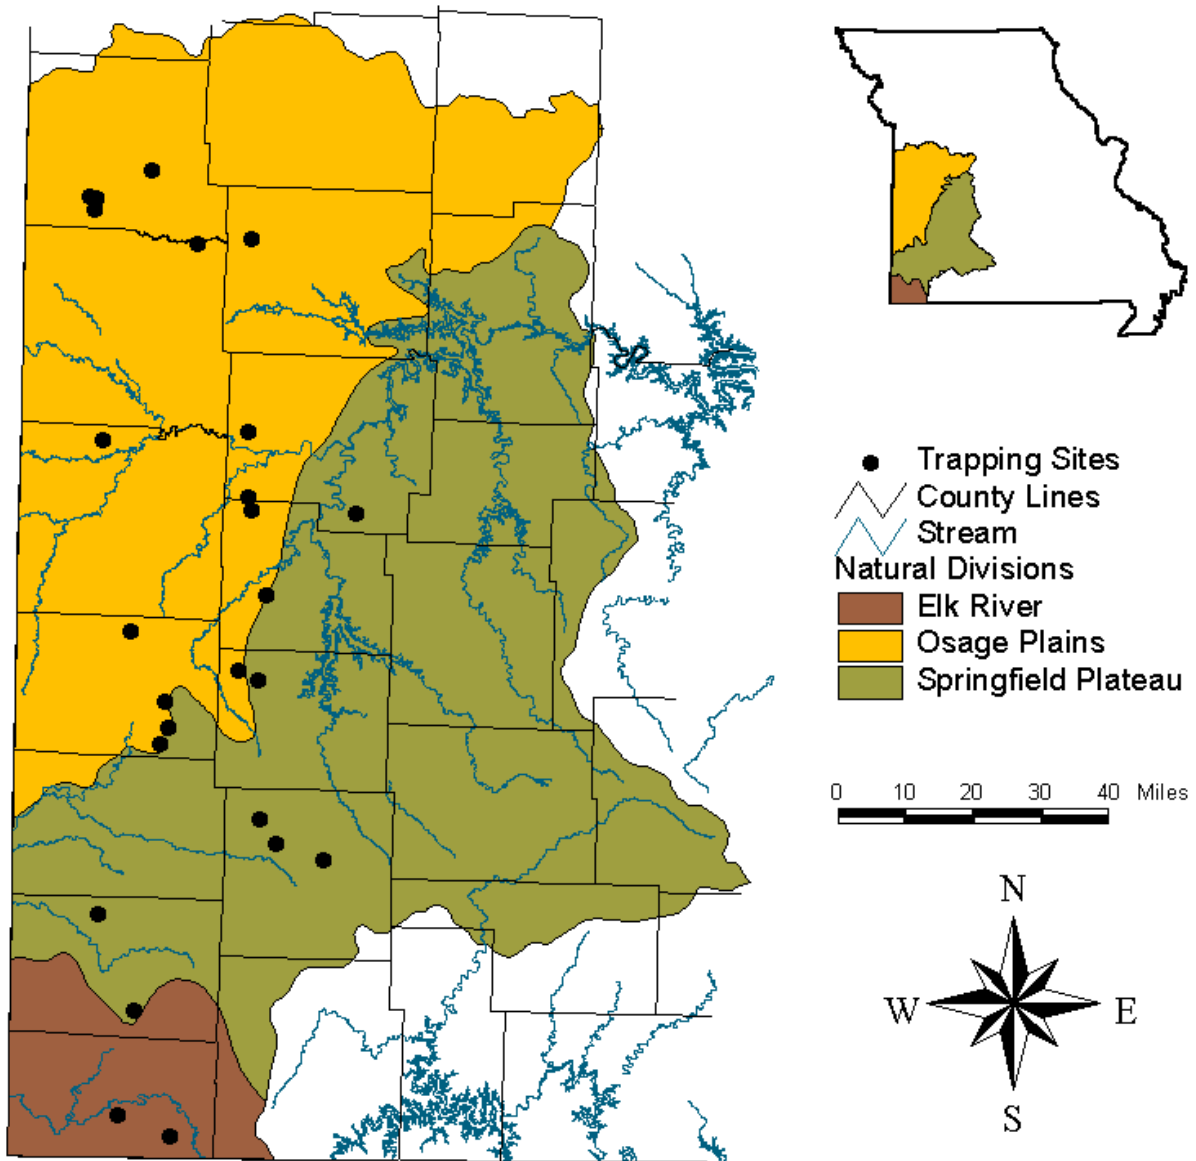 Trapping Sites
County Lines
Stream
Natural Divisions
Elk River
Osage Plains
Springfield Plateau
0 10 20 30 40 Miles
N
W E
S